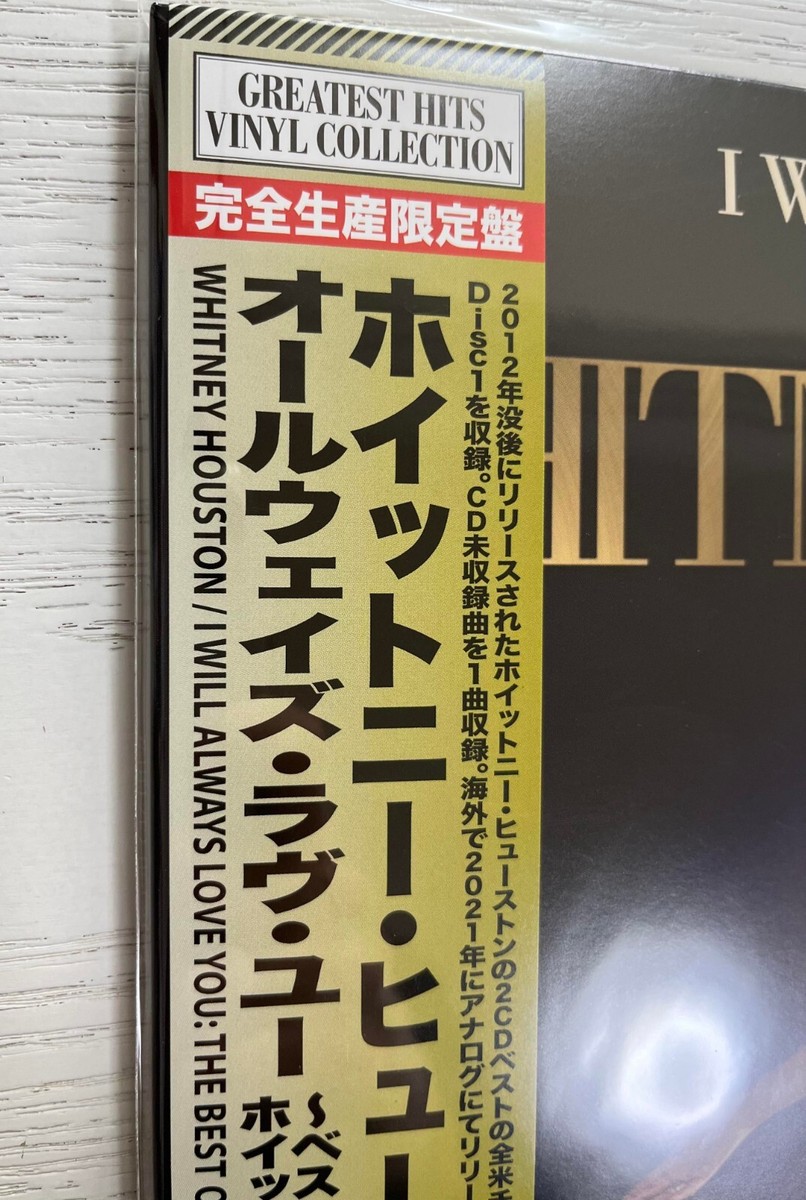 GREATEST HITS
VINYL COLLECTION
完全生産限定盤
2012年没後にリリースされたホイットニー・ヒューストンの2CDベストの全米チ
Disc1を収録。CD未収録曲を1曲収録。海外で2021年にアナログにてリリー
ホイットニー・ヒュー
オールウェイズ・ラヴ・ユー
〜ベス
ホイッ
WHITNEY HOUSTON / I WILL ALWAYS LOVE YOU: THE BEST O
I W
HIT